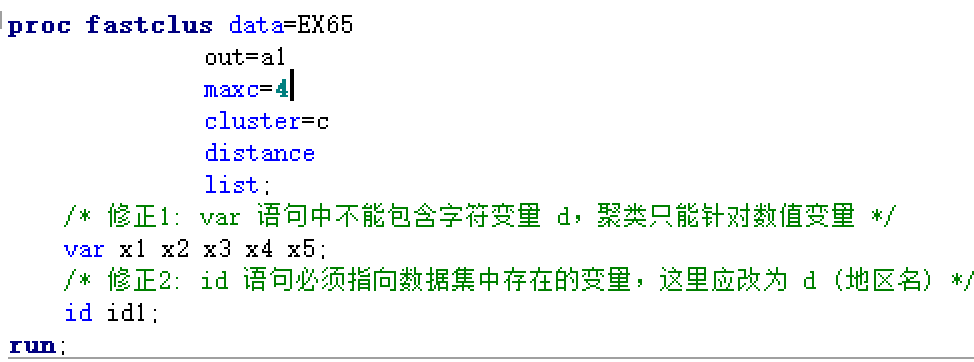 proc fastclus data=EX65
out=a1
maxc=4
cluster=c
distance
list;
/* 修正1: var 语句中不能包含字符变量 d，聚类只能针对数值变量 */
var x1 x2 x3 x4 x5;
/* 修正2: id 语句必须指向数据集中存在的变量，这里应改为 d (地区名) */
id id1;
run;